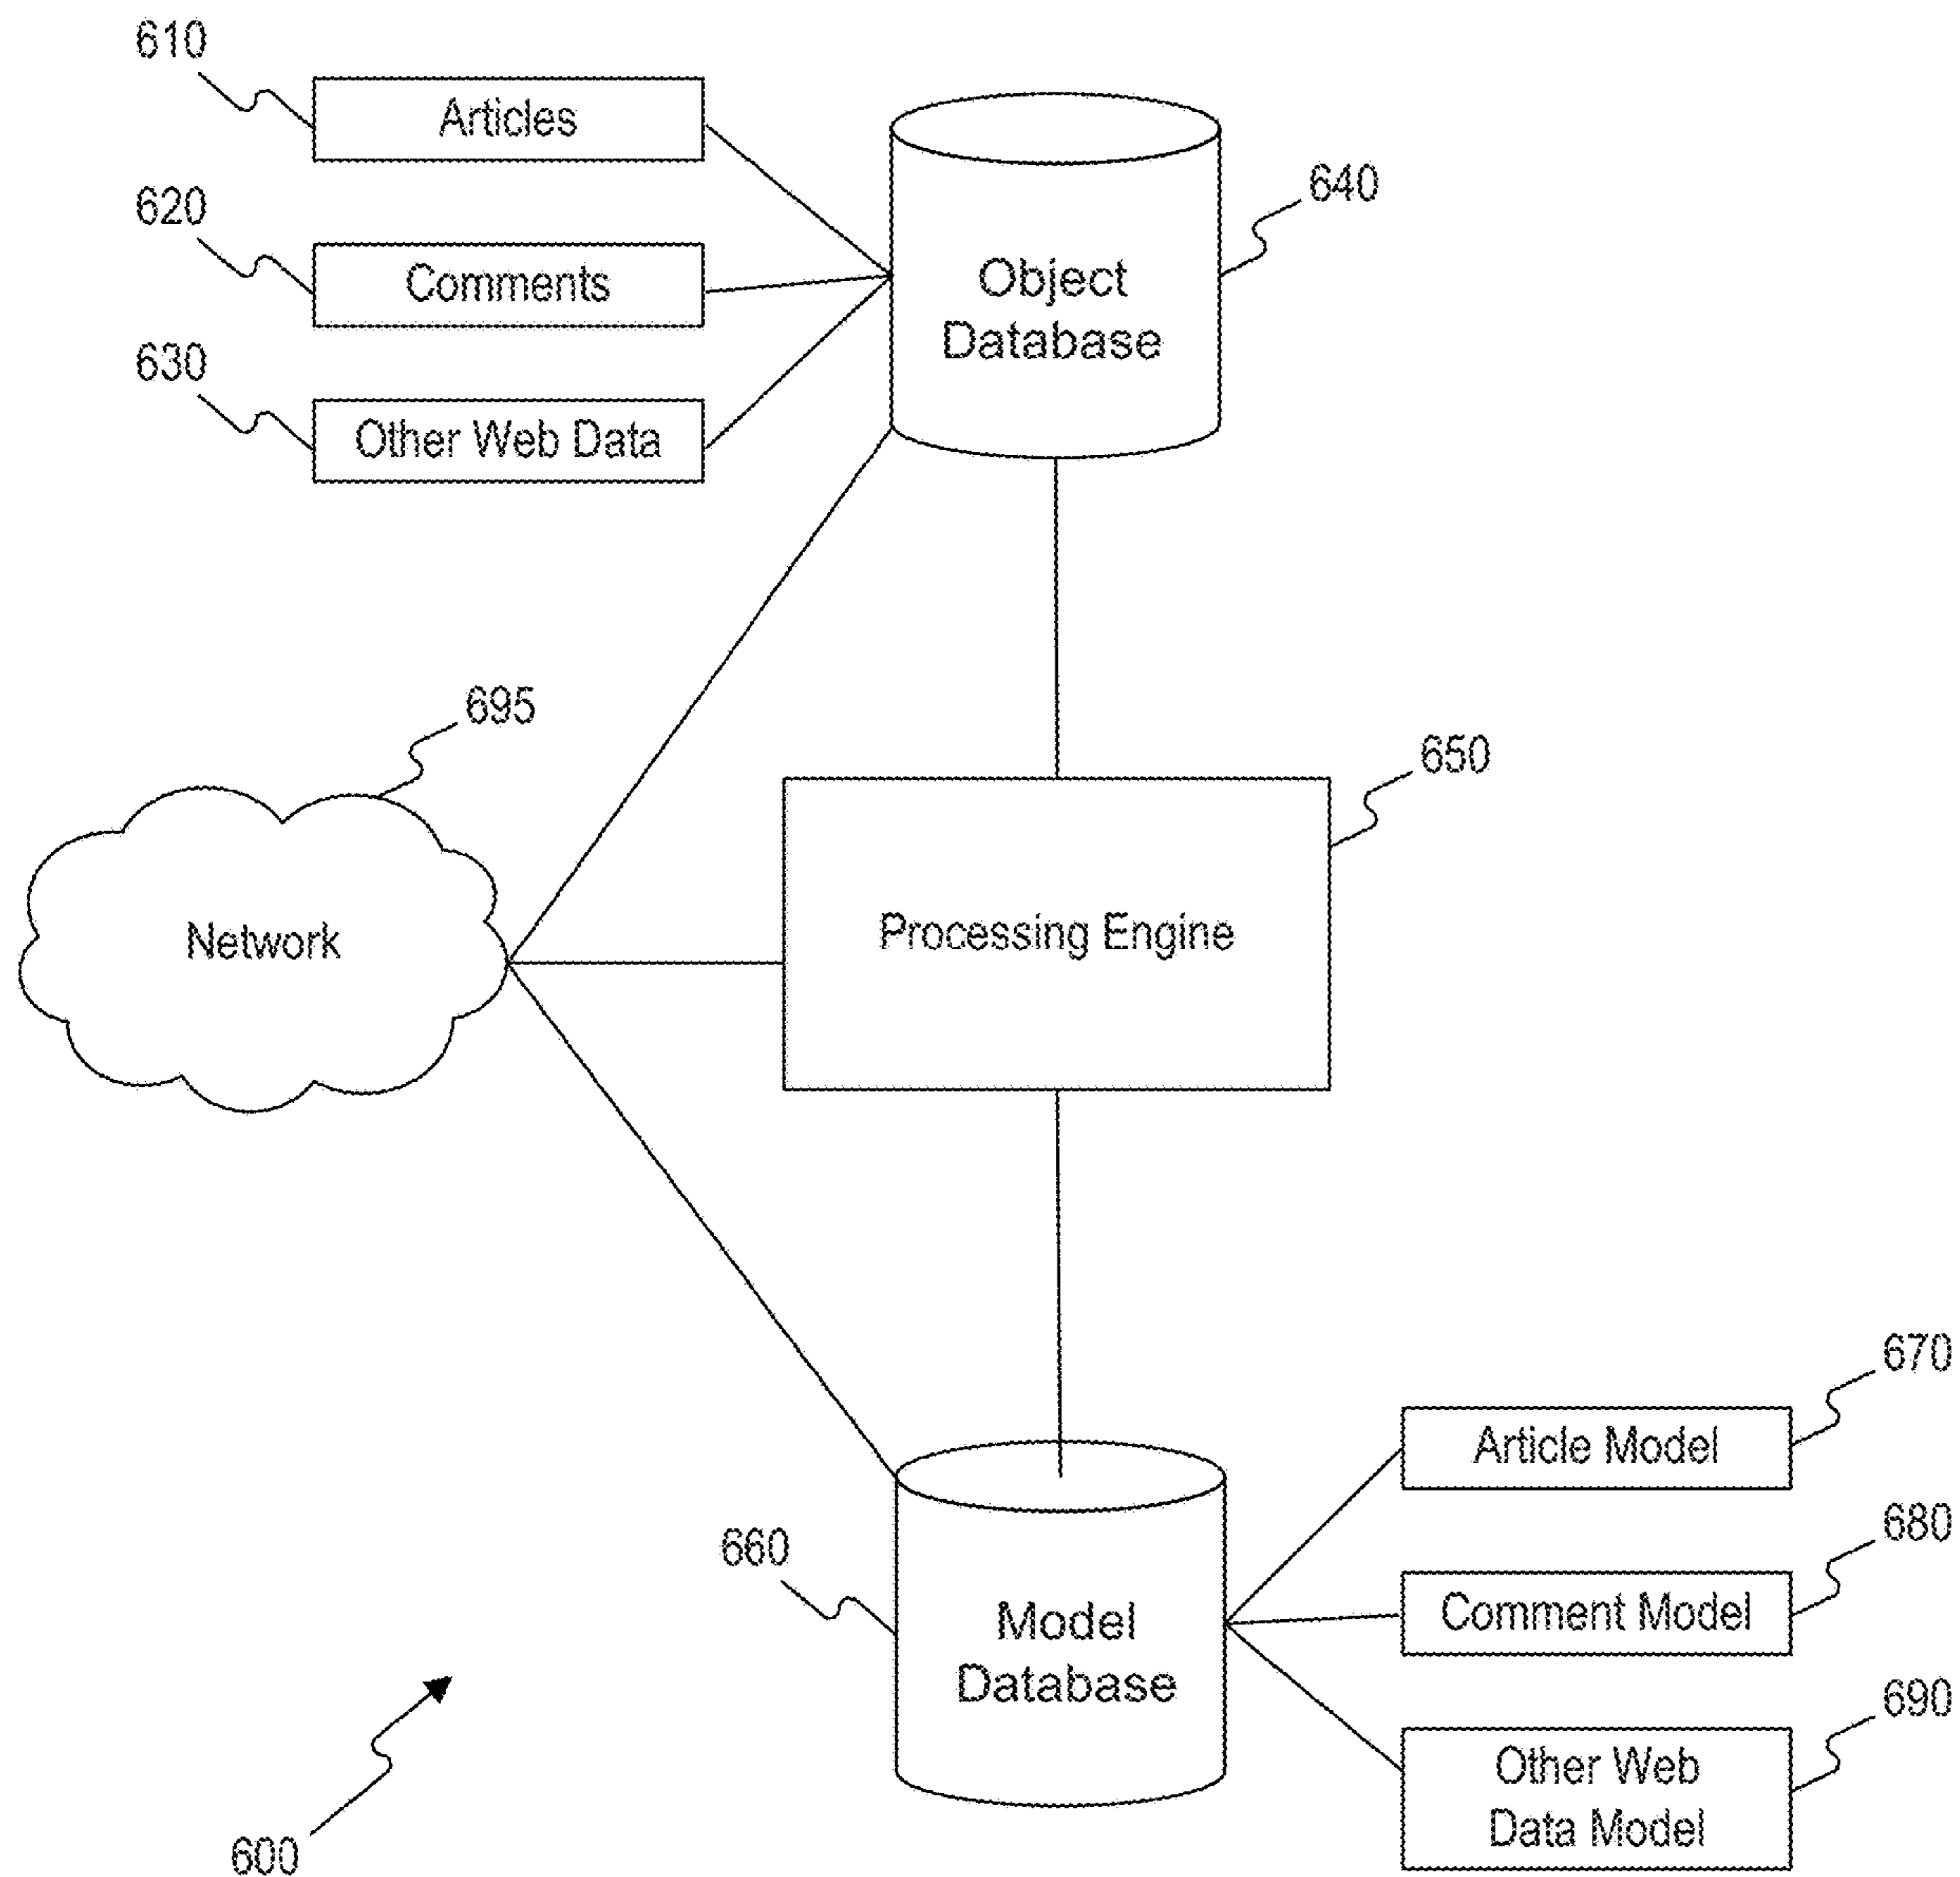 610
Articles
640
620
Comments
Object
Database
630
Other Web Data
695
650
Network
Processing Engine
670
Article Model
660
680
Comment Model
Model
Database
690
Other Web
Data Model
600